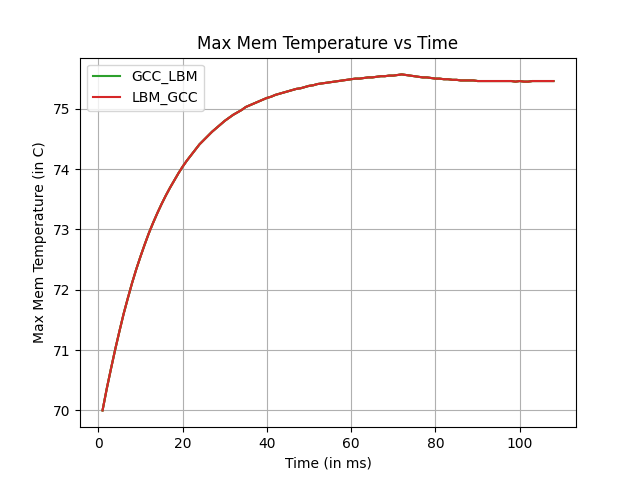 Max Mem Temperature vs Time
GCC_LBM
LBM_GCC
Max Mem Temperature (in C)
75
74
73
72
71
70
0 20 40 60 80 100
Time (in ms)